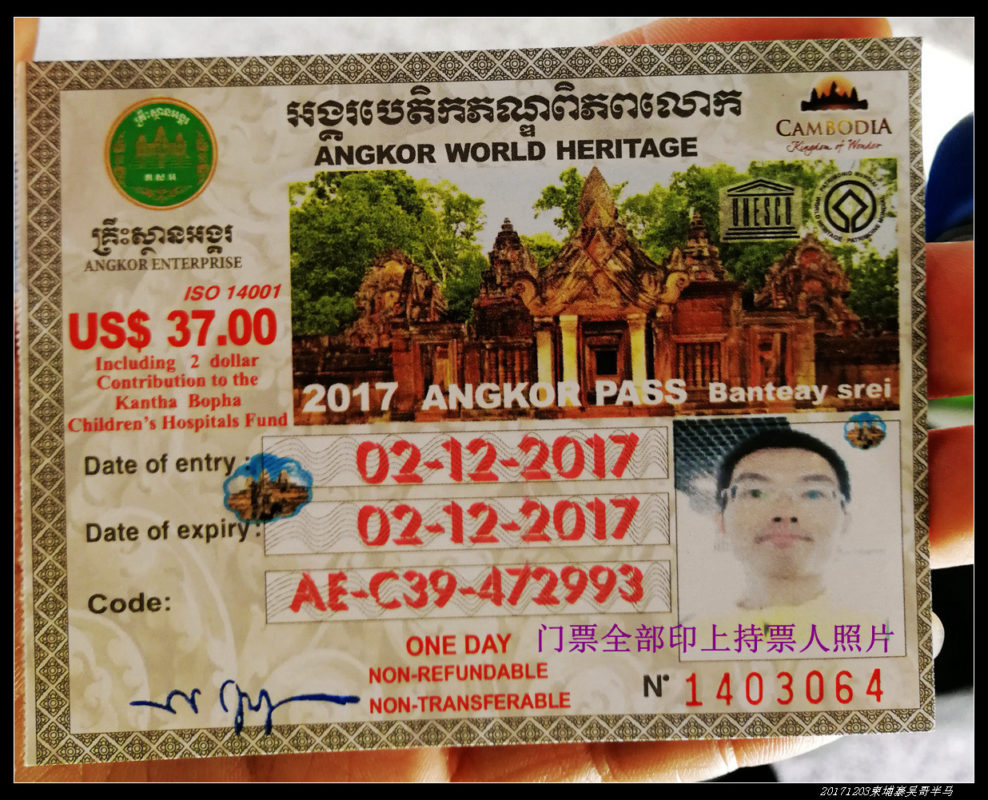 អង្គរបេតិកភណ្ឌពិភពលោក
ANGKOR WORLD HERITAGE
CAMBODIA
Kingdom of Wonder
គ្រឹះស្ថានអង្គរ
ANGKOR ENTERPRISE
UNESCO
ISO 14001
US$ 37.00
Including 2 dollar
Contribution to the
Kantha Bopha
Children's Hospitals Fund
2017 ANGKOR PASS Banteay srei
Date of entry : 02-12-2017
Date of expiry: 02-12-2017
Code: AE-C39-472993
ONE DAY
门票全部印上持票人照片
NON-REFUNDABLE
NON-TRANSFERABLE
N° 1403064
20171203柬埔寨吴哥半马